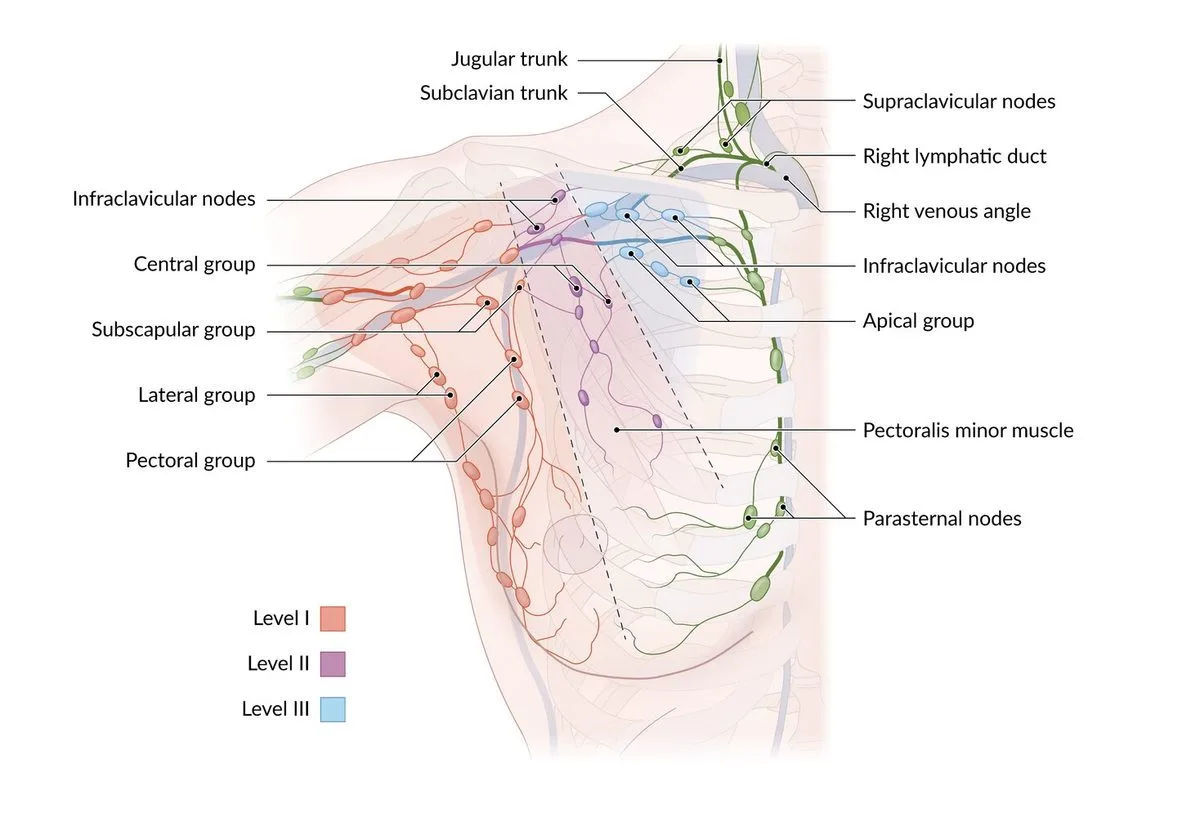 Jugular trunk
Subclavian trunk
Supraclavicular nodes
Right lymphatic duct
Infraclavicular nodes
Right venous angle
Central group
Infraclavicular nodes
Subscapular group
Apical group
Lateral group
Pectoralis minor muscle
Pectoral group
Parasternal nodes
Level I
Level II
Level III